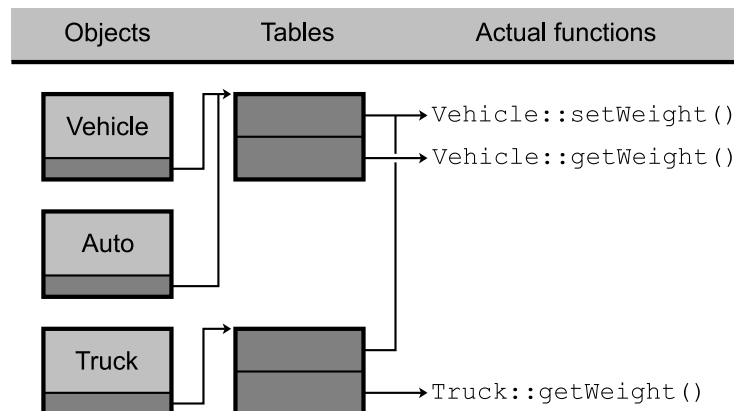 Objects Tables Actual functions
Vehicle
Vehicle::setWeight()
Vehicle::getWeight()
Auto
Truck
Truck::getWeight()